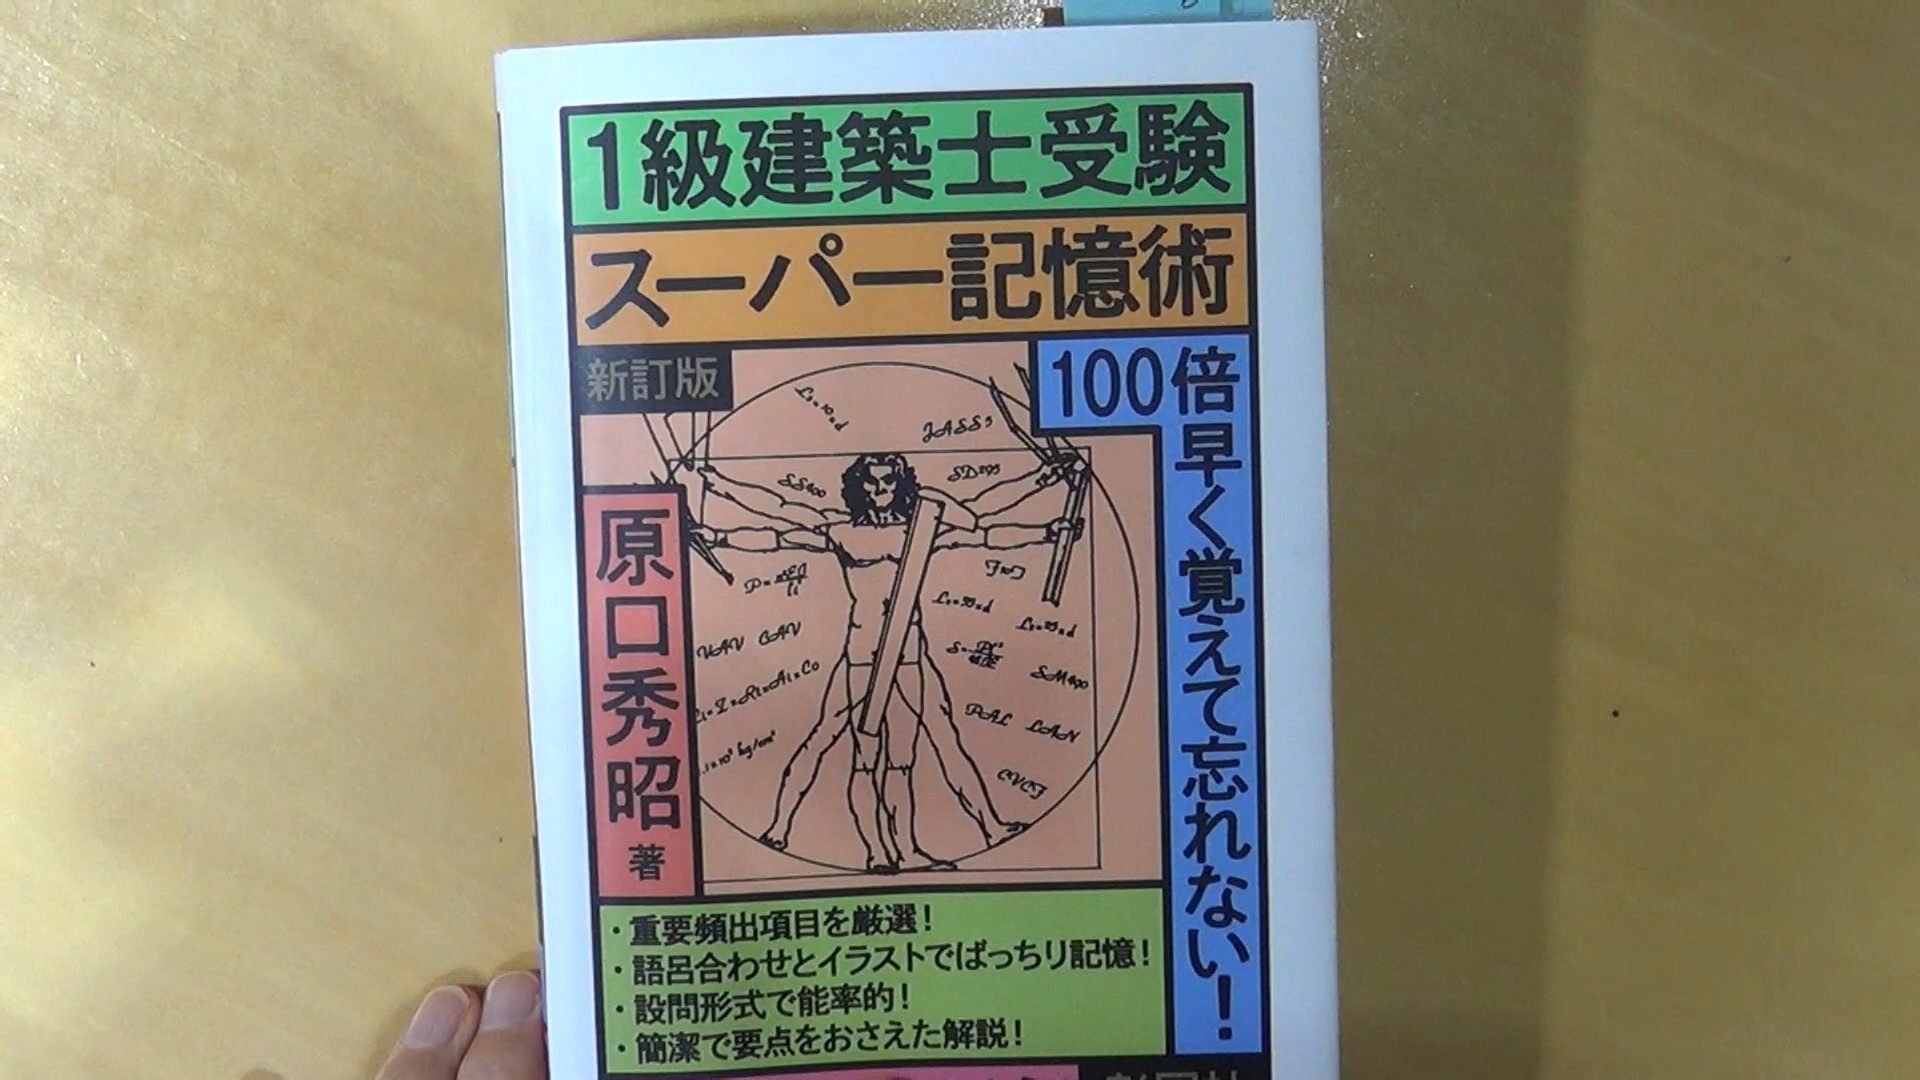 1級建築士受験
スーパー記憶術
新訂版
100倍早く覚えて忘れない!
原口秀昭 著
JASS5
SS400
SD295
VAV CAV
SM490
PAL LAN
CVCF
・重要頻出項目を厳選!
・語呂合わせとイラストでばっちり記憶!
・設問形式で能率的!
・簡潔で要点をおさえた解説!